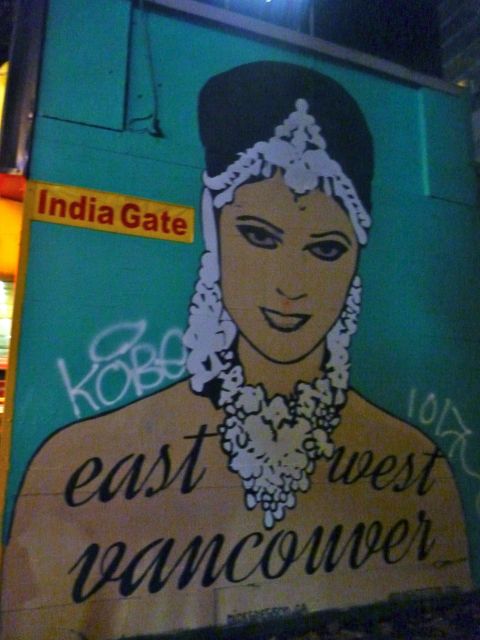 India Gate
KOBE
east west
vancouver